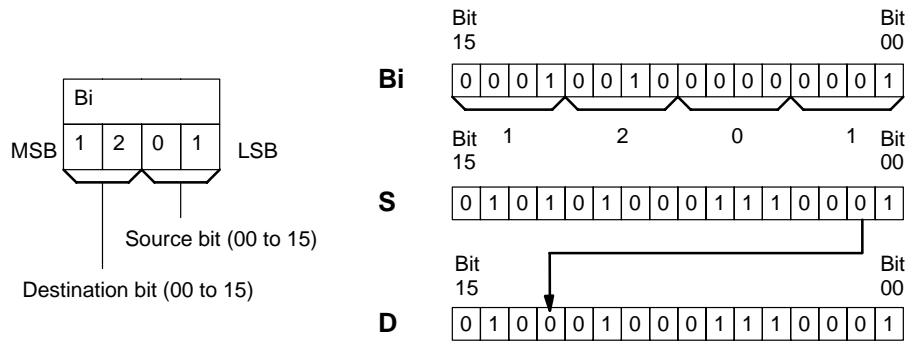 Bi
1 2 0 1
MSB
LSB
Source bit (00 to 15)
Destination bit (00 to 15)
Bit 15
Bit 00
Bi
0 0 0 1 0 0 1 0 0 0 0 0 0 0 0 1
1 2 0 1
Bit 15
Bit 00
S
0 1 0 1 0 1 0 0 0 1 1 1 0 0 0 1
Bit 15
Bit 00
D
0 1 0 0 0 1 0 0 0 1 1 1 0 0 0 1